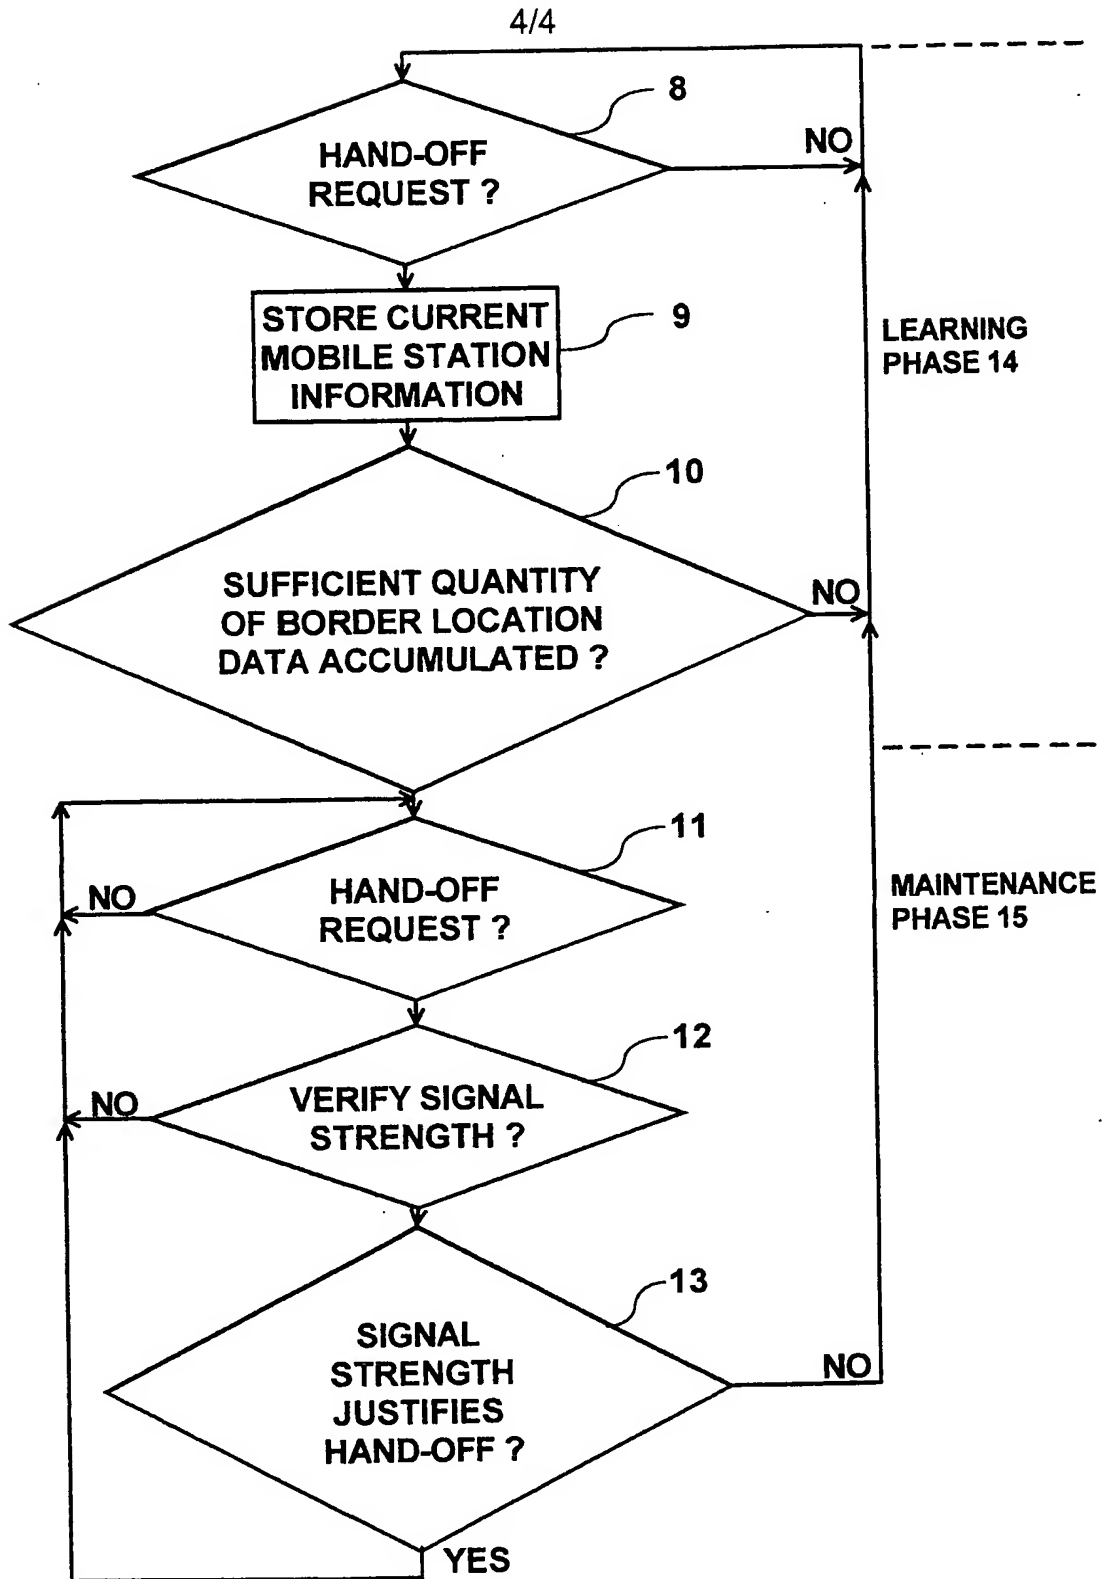 4/4
8
HAND-OFF
REQUEST ?
NO
STORE CURRENT
MOBILE STATION
INFORMATION
9
LEARNING
PHASE 14
10
SUFFICIENT QUANTITY
OF BORDER LOCATION
DATA ACCUMULATED ?
NO
11
HAND-OFF
REQUEST ?
NO
MAINTENANCE
PHASE 15
12
VERIFY SIGNAL
STRENGTH ?
NO
13
SIGNAL
STRENGTH
JUSTIFIES
HAND-OFF ?
NO
YES